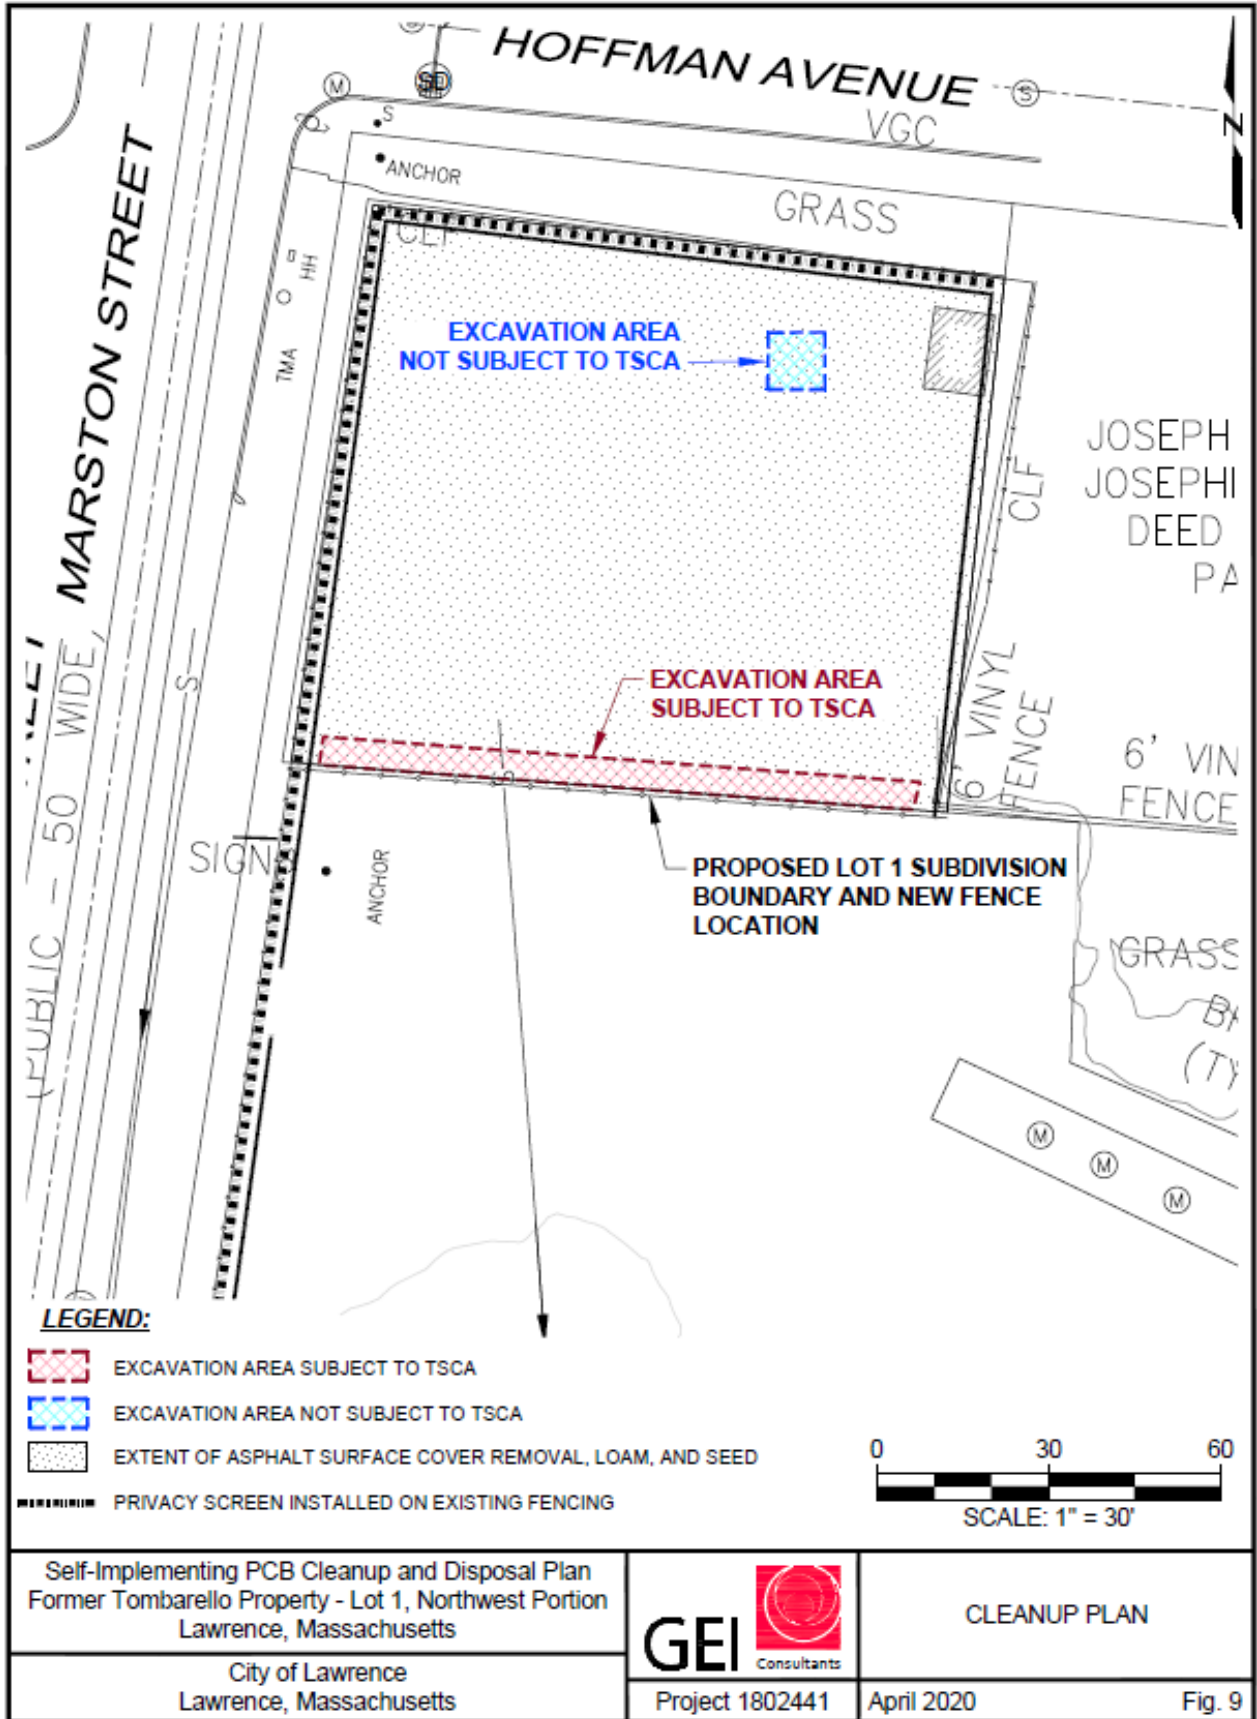 HOFFMAN AVENUE
M
SD
S
S
VGC
ANCHOR
GRASS
N
CLF
MARSTON STREET
HH
TMA
EXCAVATION AREA
NOT SUBJECT TO TSCA
JOSEPH
JOSEPHI
DEED
PA
CLF
EXCAVATION AREA
SUBJECT TO TSCA
6' VINYL
FENCE
6' VIN
FENCE
S
S
(PUBLIC - 50 WIDE,
SIGN
ANCHOR
PROPOSED LOT 1 SUBDIVISION
BOUNDARY AND NEW FENCE
LOCATION
GRASS
(TY
M
M
M
LEGEND:
EXCAVATION AREA SUBJECT TO TSCA
EXCAVATION AREA NOT SUBJECT TO TSCA
EXTENT OF ASPHALT SURFACE COVER REMOVAL, LOAM, AND SEED
PRIVACY SCREEN INSTALLED ON EXISTING FENCING
0 30 60
SCALE: 1" = 30'
Self-Implementing PCB Cleanup and Disposal Plan
Former Tombarello Property - Lot 1, Northwest Portion
Lawrence, Massachusetts
City of Lawrence
Lawrence, Massachusetts
GEI
Consultants
Project 1802441
CLEANUP PLAN
April 2020
Fig. 9